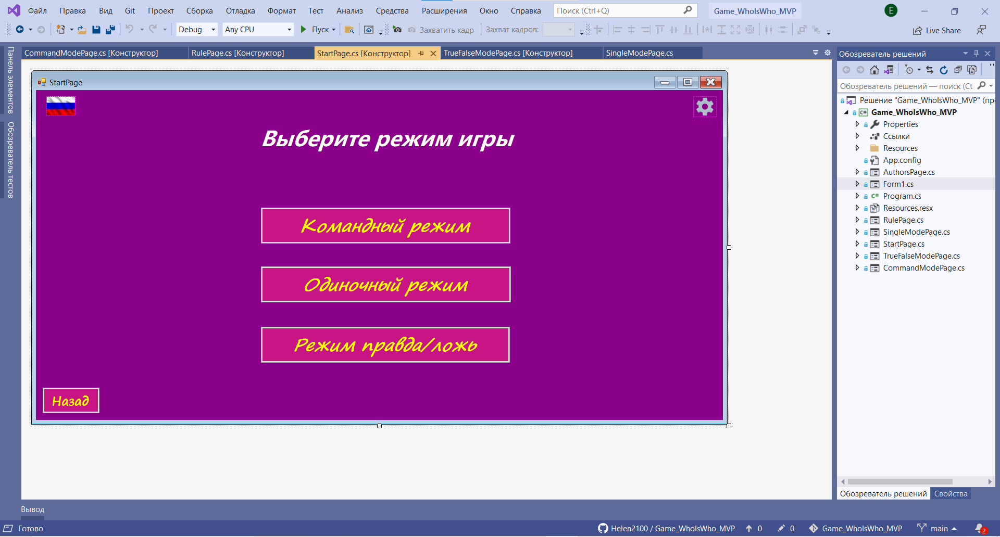 Файл Правка Вид Git Проект Сборка Отладка Формат Тест Анализ Средства Расширения Окно Справка Поиск (Ctrl+Q) Game_WhoIsWho_MVP E
Debug Any CPU Пуск Захватить кадр Захват кадров: Live Share
Панель элементов
Обозреватель тестов
CommandModePage.cs [Конструктор] RulePage.cs [Конструктор] StartPage.cs [Конструктор] TrueFalseModePage.cs [Конструктор] SingleModePage.cs
StartPage
Выберите режим игры
Командный режим
Одиночный режим
Режим правда/ложь
Назад
Обозреватель решений
Обозреватель решений — поиск (Ct
Решение "Game_WhoIsWho_MVP" (пр
Game_WhoIsWho_MVP
Properties
Ссылки
Resources
App.config
AuthorsPage.cs
Form1.cs
Program.cs
Resources.resx
RulePage.cs
SingleModePage.cs
StartPage.cs
TrueFalseModePage.cs
CommandModePage.cs
Обозреватель решений Свойства
Вывод
Готово Helen2100 / Game_WhoIsWho_MVP 0 0 Game_WhoIsWho_MVP main 2